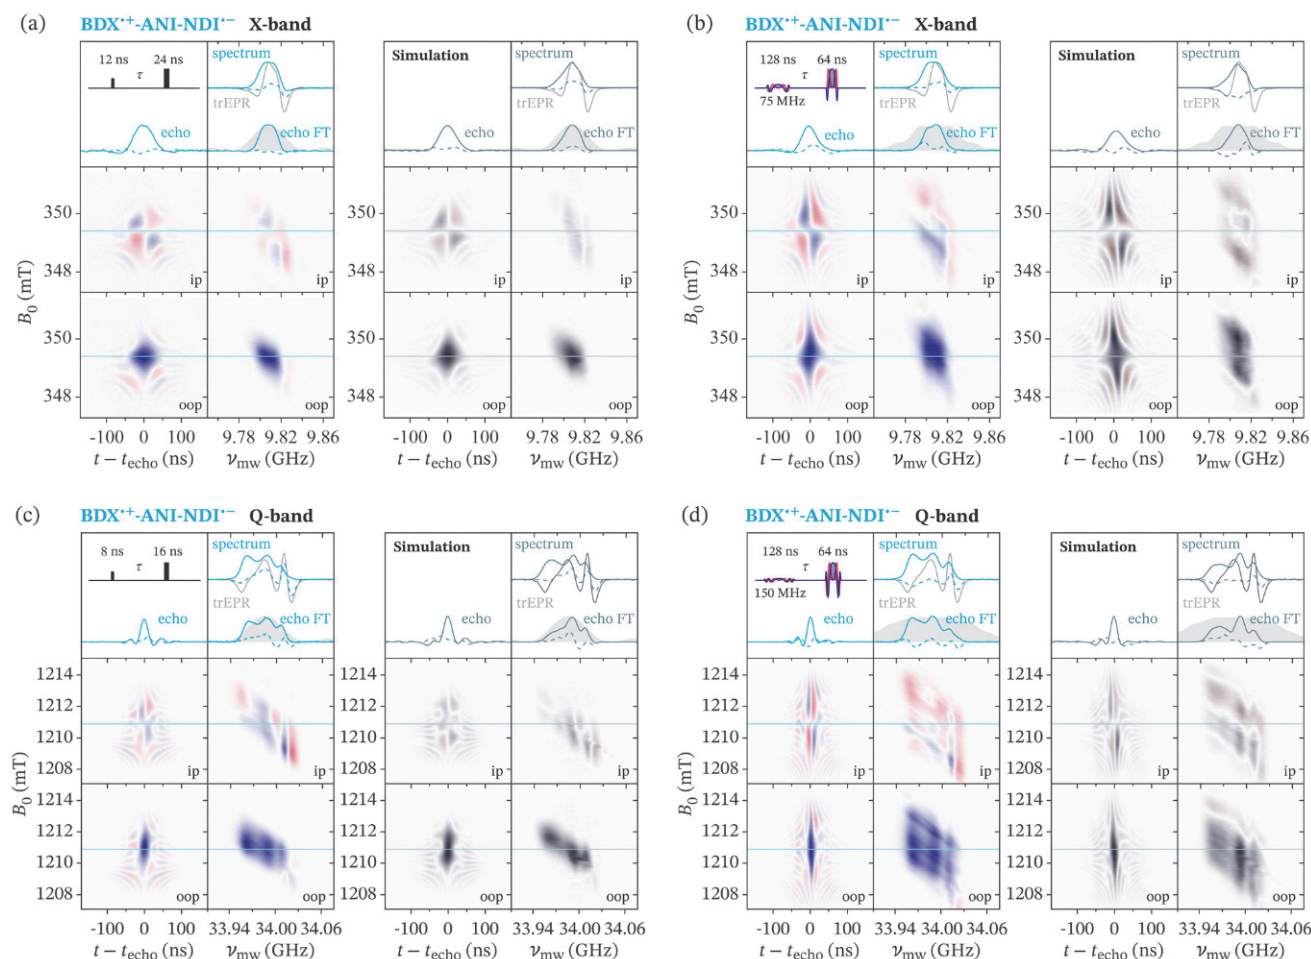 (a) BDX•+-ANI-NDI•− X-band
12 ns τ 24 ns
spectrum
trEPR
echo
echo FT
Simulation
spectrum
trEPR
echo
echo FT
350
348
ip
ip
350
348
ip
ip
B0 (mT)
350
348
oop
oop
350
348
oop
oop
-100 0 100
9.78 9.82 9.86
-100 0 100
9.78 9.82 9.86
t − techo (ns)
νmw (GHz)
t − techo (ns)
νmw (GHz)
(b) BDX•+-ANI-NDI•− X-band
128 ns τ 64 ns
75 MHz
spectrum
trEPR
echo
echo FT
Simulation
spectrum
trEPR
echo
echo FT
350
348
ip
350
348
ip
B0 (mT)
350
348
oop
350
348
oop
-100 0 100
9.78 9.82 9.86
-100 0 100
9.78 9.82 9.86
t − techo (ns)
νmw (GHz)
t − techo (ns)
νmw (GHz)
(c) BDX•+-ANI-NDI•− Q-band
8 ns τ 16 ns
spectrum
trEPR
echo
echo FT
Simulation
spectrum
trEPR
echo
echo FT
1214
1212
1210
1208
ip
1214
1212
1210
1208
ip
B0 (mT)
1214
1212
1210
1208
oop
1214
1212
1210
1208
oop
-100 0 100
33.94 34.00 34.06
-100 0 100
33.94 34.00 34.06
t − techo (ns)
νmw (GHz)
t − techo (ns)
νmw (GHz)
(d) BDX•+-ANI-NDI•− Q-band
128 ns τ 64 ns
150 MHz
spectrum
trEPR
echo
echo FT
Simulation
spectrum
trEPR
echo
echo FT
1214
1212
1210
1208
ip
1214
1212
1210
1208
ip
B0 (mT)
1214
1212
1210
1208
oop
1214
1212
1210
1208
oop
-100 0 100
33.94 34.00 34.06
-100 0 100
33.94 34.00 34.06
t − techo (ns)
νmw (GHz)
t − techo (ns)
νmw (GHz)